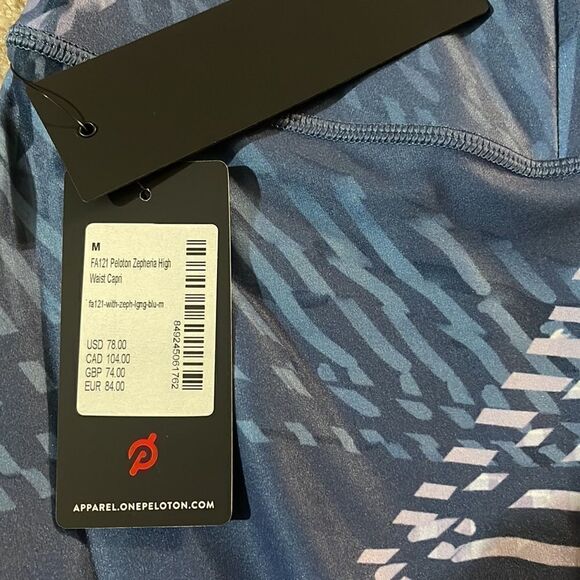 M
FA121 Peloton Zepheria High
Waist Capri
fa121-with-zeph-lgng-blu-m
USD 78.00
CAD 104.00
GBP 74.00
EUR 84.00
849245061762
APPAREL.ONEPELOTON.COM